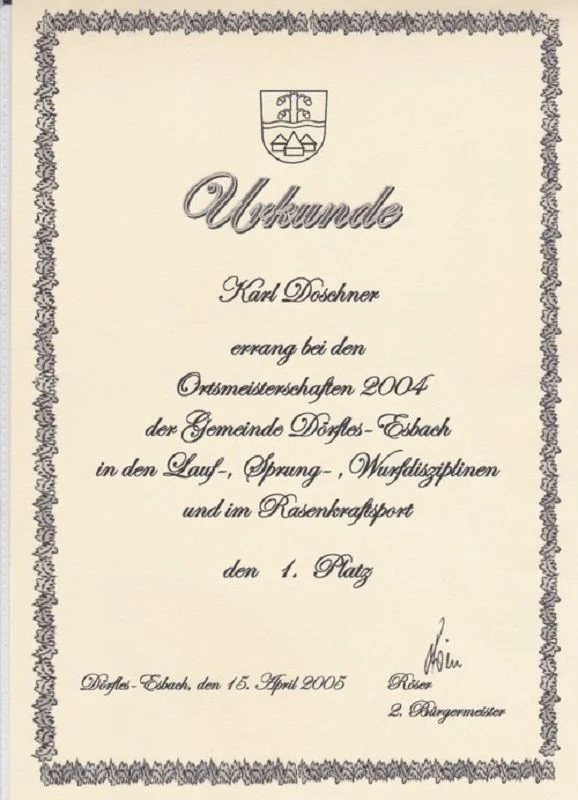 Urkunde
Karl Doschner
errang bei den
Ortsmeisterschaften 2004
der Gemeinde Dörfles-Esbach
in den Lauf-, Sprung-, Wurfdisziplinen
und im Rasenkraftsport
den 1. Platz
Dörfles-Esbach, den 15. April 2005
Röser
2. Bürgermeister